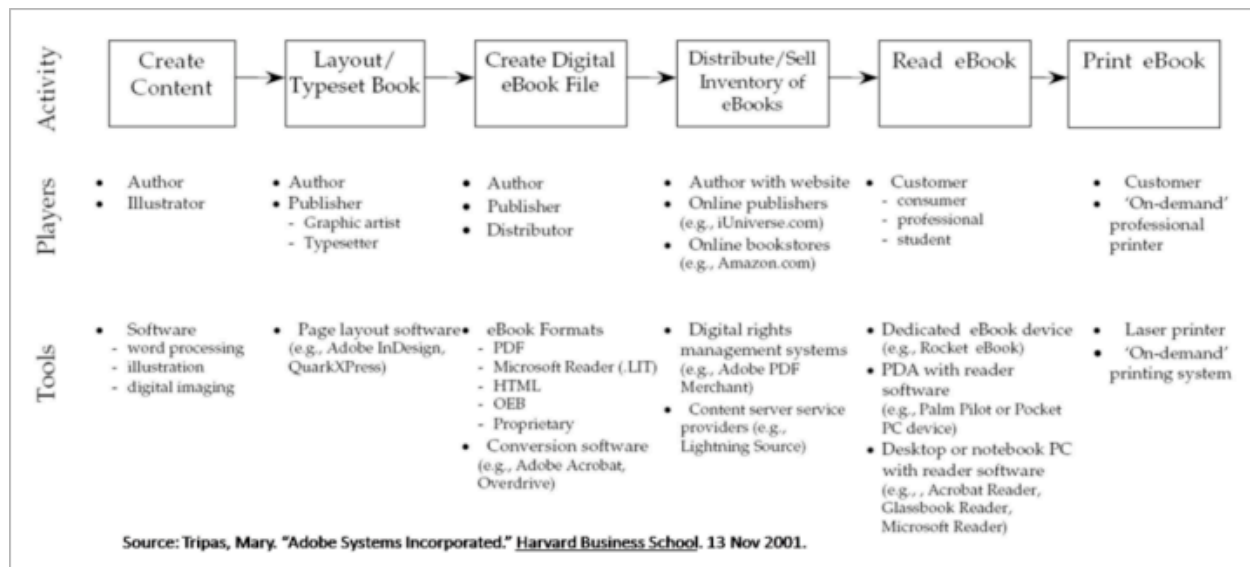 Activity
Create
Content
Layout/
Typeset Book
Create Digital
eBook File
Distribute/Sell
Inventory of
eBooks
Read eBook
Print eBook
Players
• Author
• Illustrator
• Author
• Publisher
- Graphic artist
- Typesetter
• Author
• Publisher
• Distributor
• Author with website
• Online publishers
(e.g., iUniverse.com)
• Online bookstores
(e.g., Amazon.com)
• Customer
- consumer
- professional
- student
• Customer
• 'On-demand'
professional
printer
Tools
• Software
- word processing
- illustration
- digital imaging
• Page layout software
(e.g., Adobe InDesign,
QuarkXPress)
• eBook Formats
- PDF
- Microsoft Reader (.LIT)
- HTML
- OEB
- Proprietary
• Conversion software
(e.g., Adobe Acrobat,
Overdrive)
• Digital rights
management systems
(e.g., Adobe PDF
Merchant)
• Content server service
providers (e.g.,
Lightning Source)
• Dedicated eBook device
(e.g., Rocket eBook)
• PDA with reader
software
(e.g., Palm Pilot or Pocket
PC device)
• Desktop or notebook PC
with reader software
(e.g., , Acrobat Reader,
Glassbook Reader,
Microsoft Reader)
• Laser printer
• 'On-demand'
printing system
Source: Tripas, Mary. "Adobe Systems Incorporated." Harvard Business School. 13 Nov 2001.